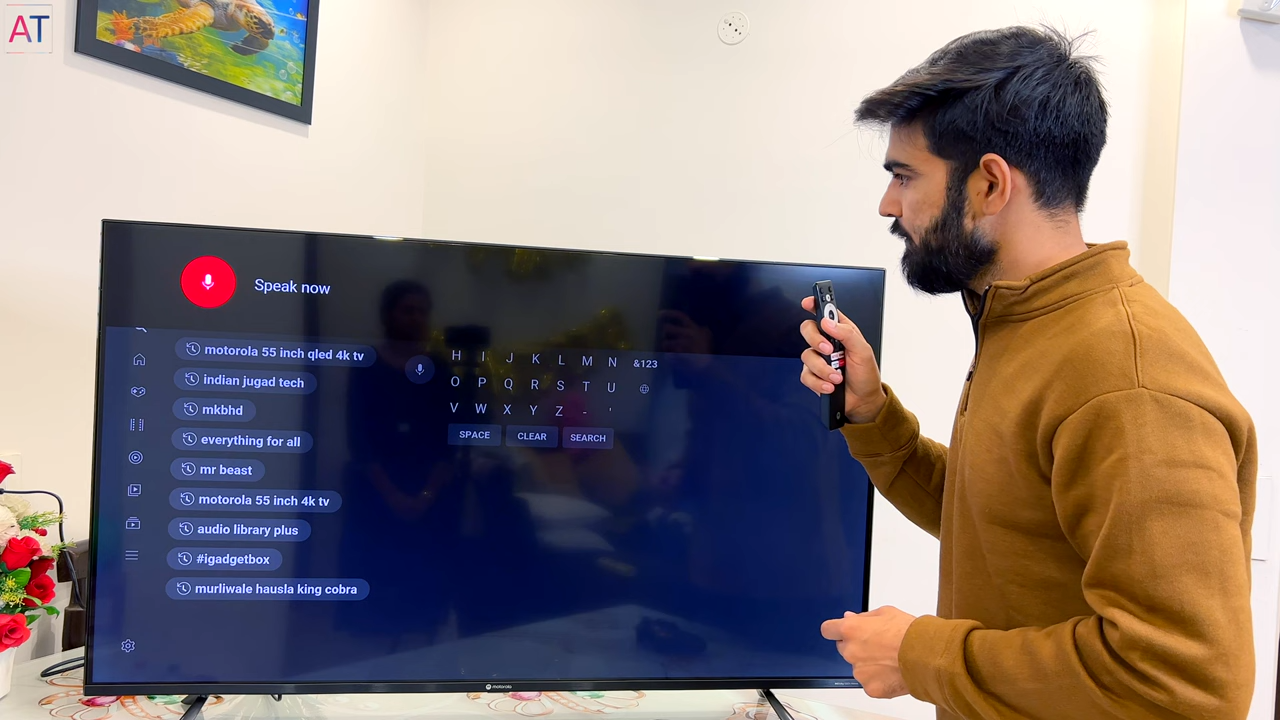 AT
Speak now
motorola 55 inch qled 4k tv
indian jugad tech
mkbhd
everything for all
mr beast
motorola 55 inch 4k tv
audio library plus
#igadgetbox
murliwale hausla king cobra
H I J K L M N &123
O P Q R S T U
V W X Y Z - '
SPACE CLEAR SEARCH
motorola